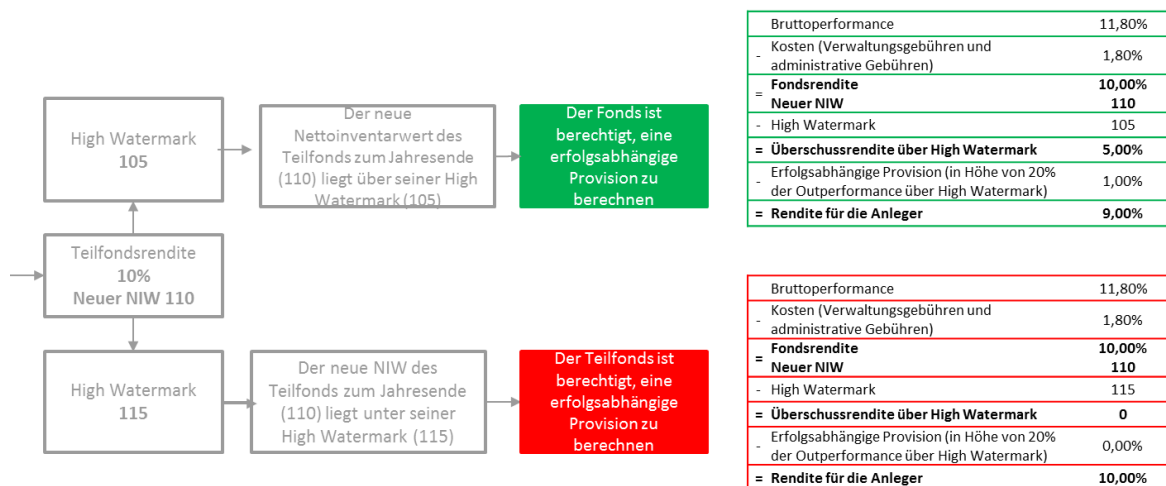 High Watermark
105
Der neue
Nettoinventarwert des
Teilfonds zum Jahresende
(110) liegt über seiner High
Watermark (105)
Der Fonds ist
berechtigt, eine
erfolgsabhängige
Provision zu
berechnen
Teilfondsrendite
10%
Neuer NIW 110
High Watermark
115
Der neue NIW des
Teilfonds zum Jahresende
(110) liegt unter seiner
High Watermark (115)
Der Teilfonds ist
berechtigt, eine
erfolgsabhängige
Provision zu
berechnen
Bruttoperformance 11,80%
- Kosten (Verwaltungsgebühren und
administrative Gebühren) 1,80%
= Fondsrendite 10,00%
Neuer NIW 110
- High Watermark 105
= Überschussrendite über High Watermark 5,00%
- Erfolgsabhängige Provision (in Höhe von 20%
der Outperformance über High Watermark) 1,00%
= Rendite für die Anleger 9,00%
Bruttoperformance 11,80%
- Kosten (Verwaltungsgebühren und
administrative Gebühren) 1,80%
= Fondsrendite 10,00%
Neuer NIW 110
- High Watermark 115
= Überschussrendite über High Watermark 0
- Erfolgsabhängige Provision (in Höhe von 20%
der Outperformance über High Watermark) 0,00%
= Rendite für die Anleger 10,00%